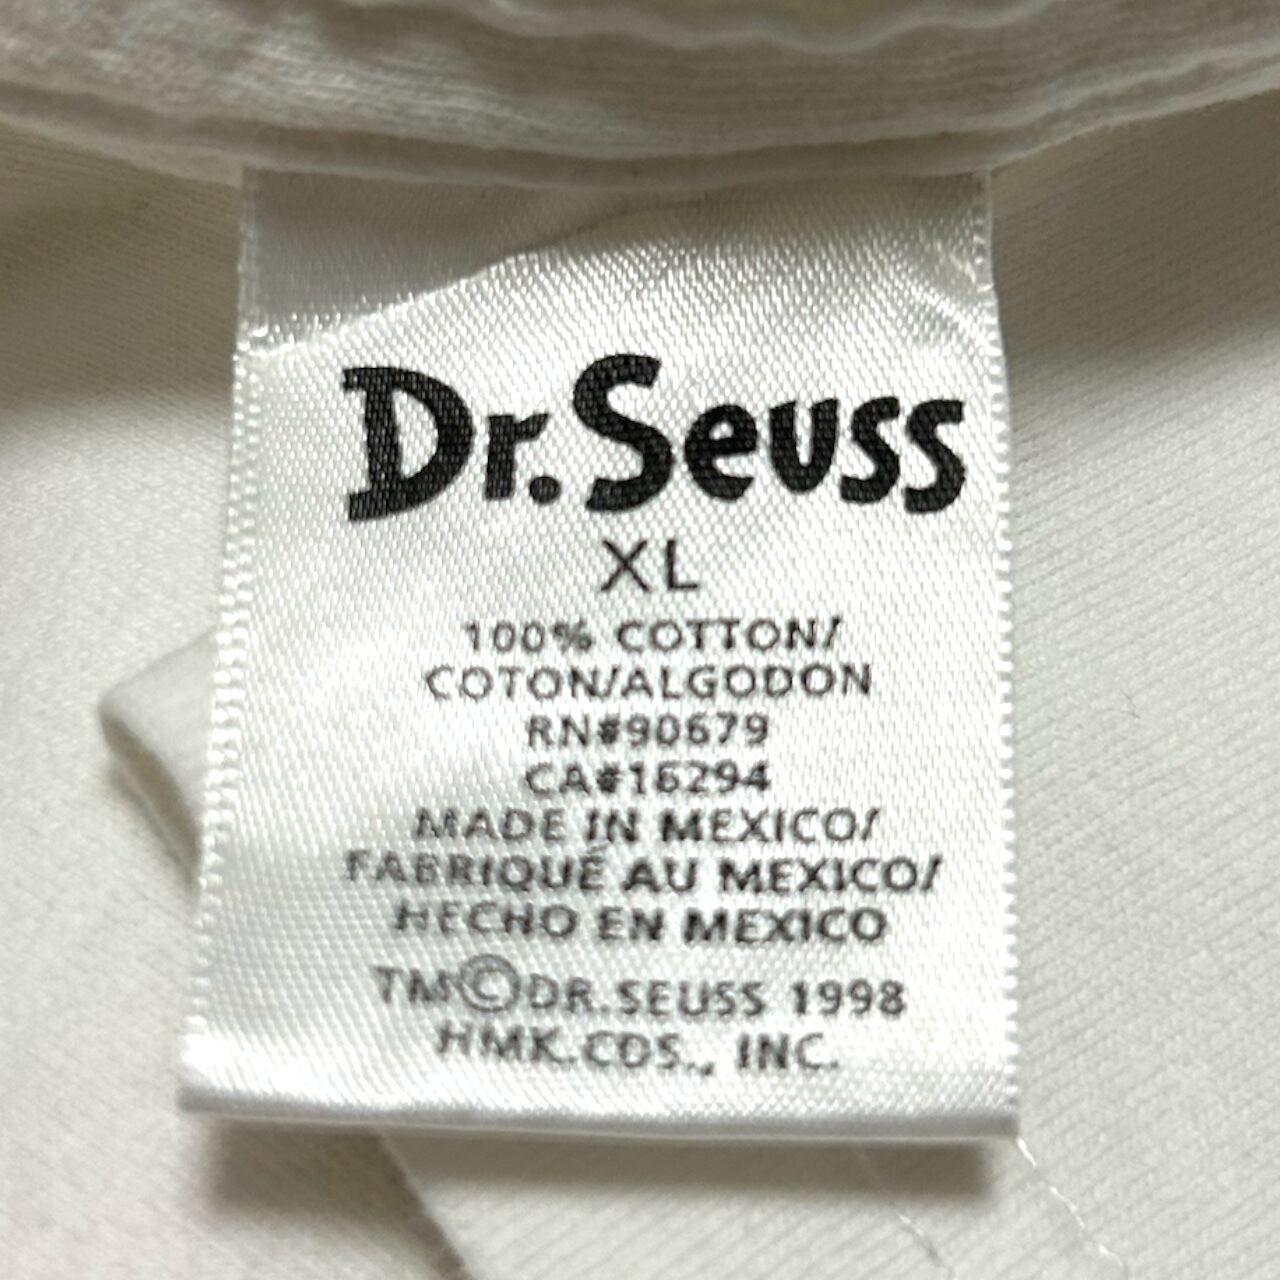 Dr. Seuss
XL
100% COTTON/
COTON/ALGODON
RN#90679
CA#16294
MADE IN MEXICO/
FABRIQUÉ AU MEXICO/
HECHO EN MEXICO
TM©DR. SEUSS 1998
HMK. CDS., INC.